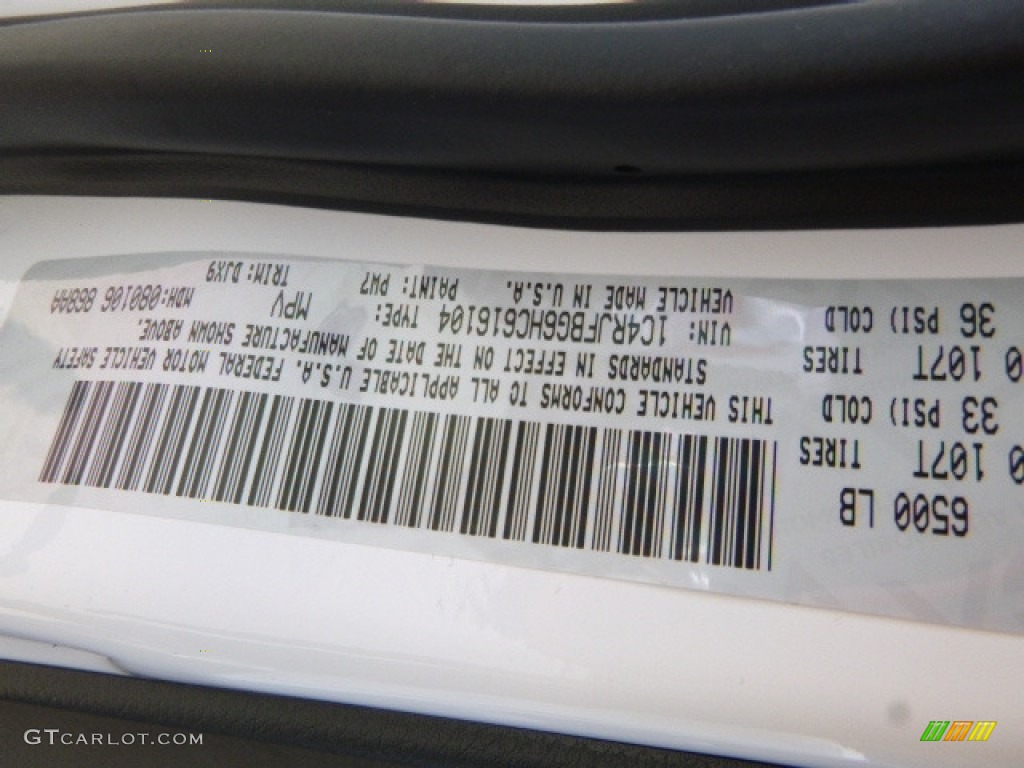 6500 LB
0 107T TIRES
33 PSI) COLD
0 107T TIRES
36 PSI) COLD
THIS VEHICLE CONFORMS TO ALL APPLICABLE U.S.A. FEDERAL MOTOR VEHICLE SAFETY
STANDARDS IN EFFECT ON THE DATE OF MANUFACTURE SHOWN ABOVE.
VIN: 1C4RJFBG6HC616104 TYPE: MPV MDH:080106 868AA
VEHICLE MADE IN U.S.A. PAINT: PW7 TRIM: DJX9
GTCARLOT.COM